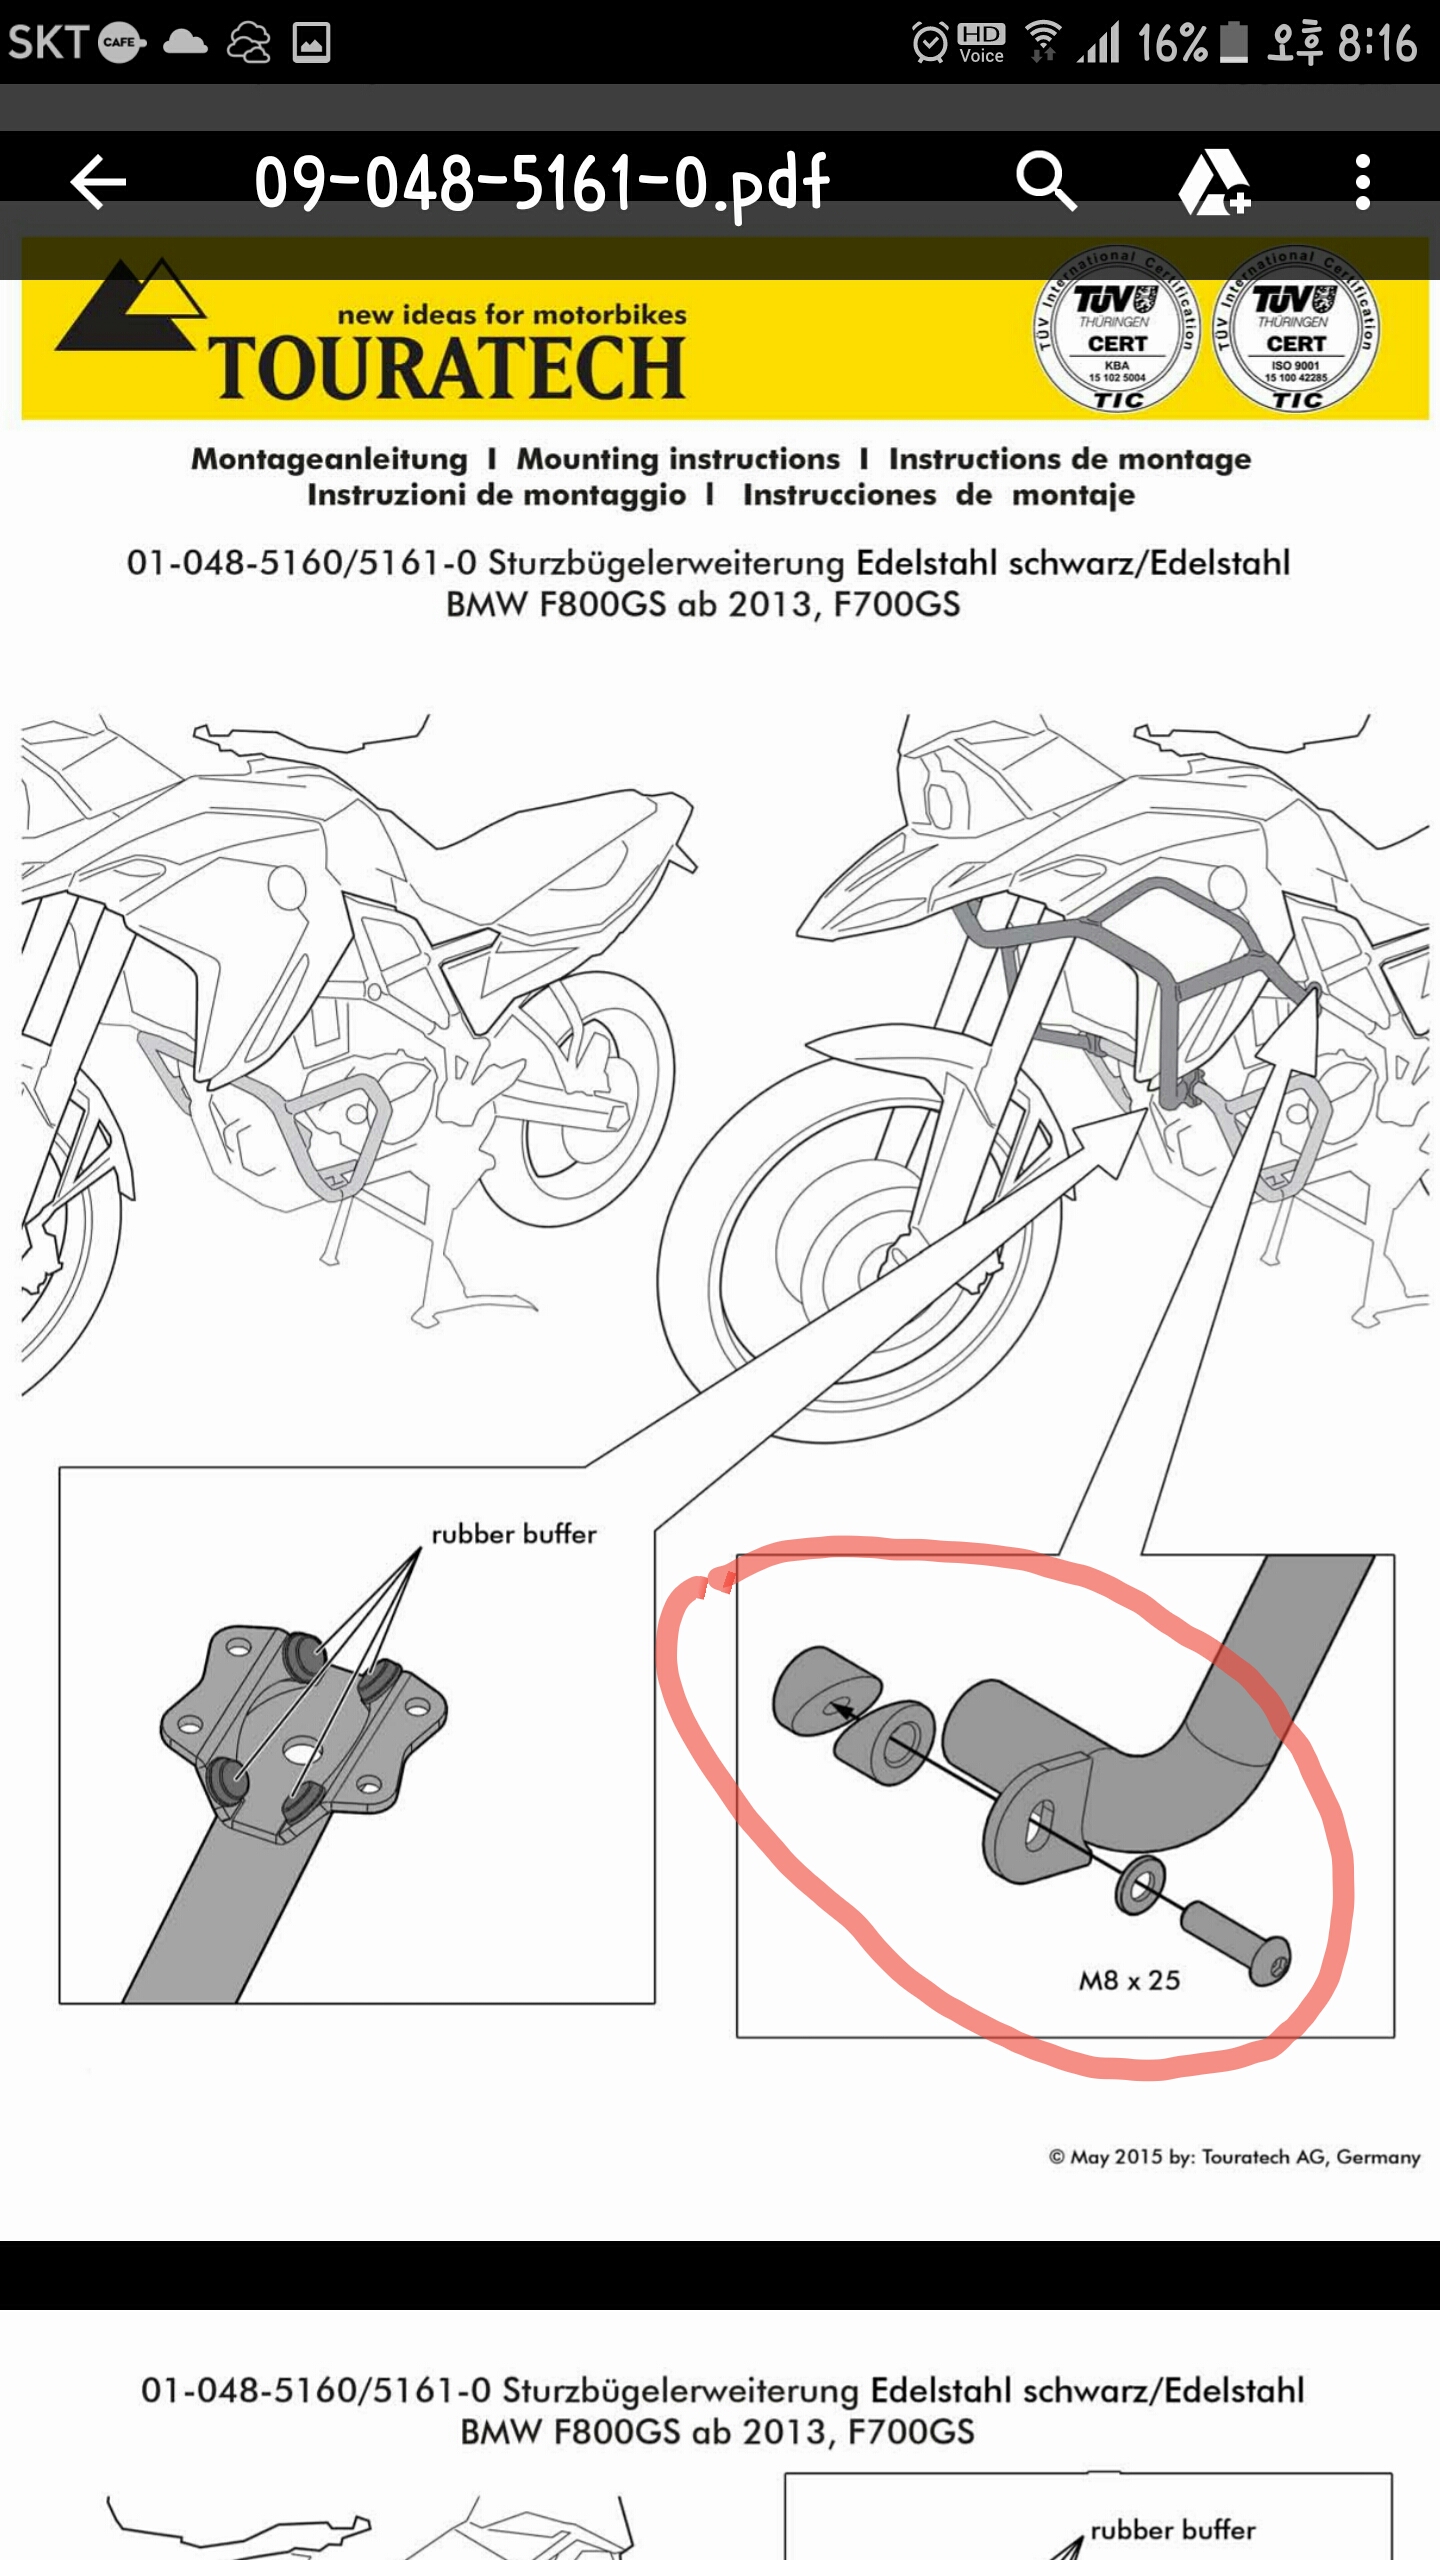 SKT CAFE HD Voice 16% 오후 8:16
09-048-5161-0.pdf
new ideas for motorbikes
TOURATECH
TÜV International Certification
TÜV
THÜRINGEN
CERT
KBA
15 102 5004
TIC
TÜV International Certification
TÜV
THÜRINGEN
CERT
ISO 9001
15 100 42285
TIC
Montageanleitung I Mounting instructions I Instructions de montage
Instruzioni de montaggio I Instrucciones de montaje
01-048-5160/5161-0 Sturzbügelerweiterung Edelstahl schwarz/Edelstahl
BMW F800GS ab 2013, F700GS
rubber buffer
M8 x 25
© May 2015 by: Touratech AG, Germany
01-048-5160/5161-0 Sturzbügelerweiterung Edelstahl schwarz/Edelstahl
BMW F800GS ab 2013, F700GS
rubber buffer